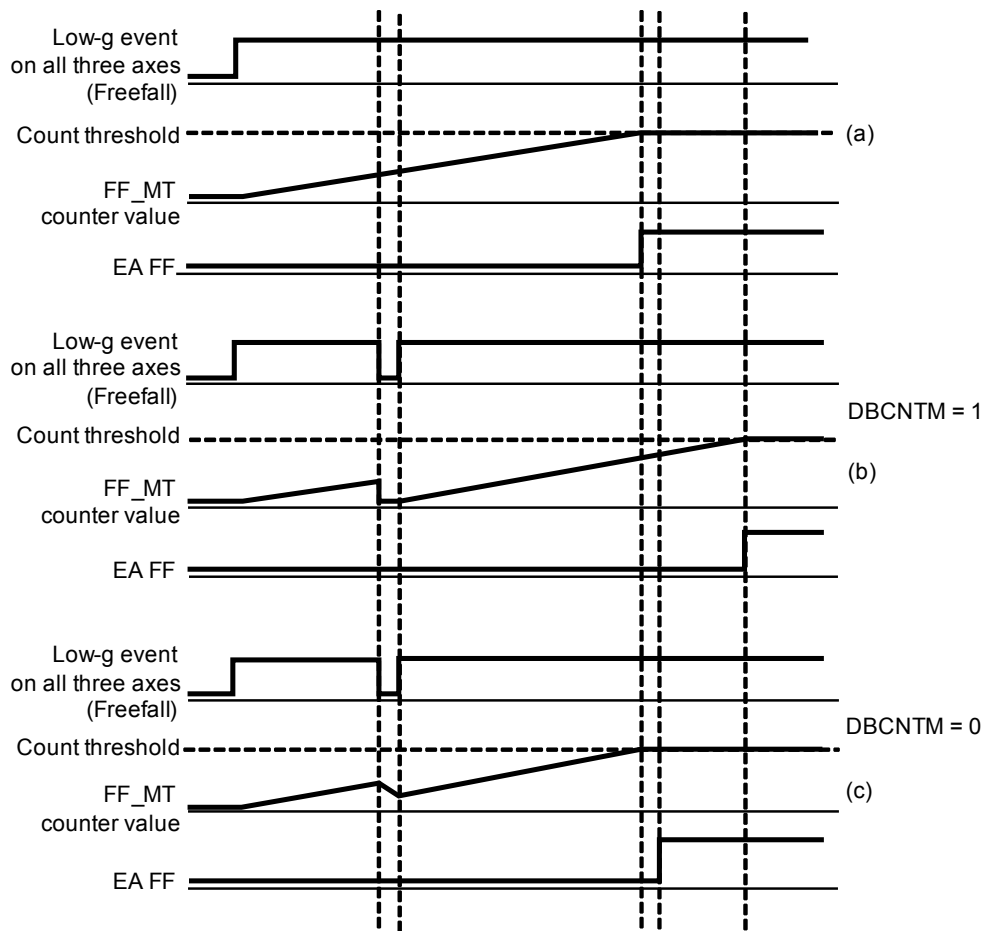 Low-g event
on all three axes
(Freefall)
Count threshold
(a)
FF_MT
counter value
EA FF
Low-g event
on all three axes
(Freefall)
DBCNTM = 1
Count threshold
(b)
FF_MT
counter value
EA FF
Low-g event
on all three axes
(Freefall)
DBCNTM = 0
Count threshold
(c)
FF_MT
counter value
EA FF